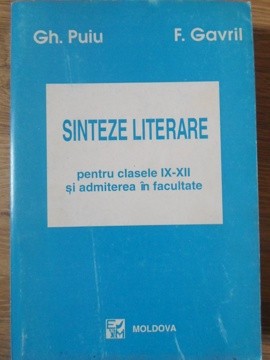 Gh. Puiu F. Gavril
SINTEZE LITERARE
pentru clasele IX-XII
și admiterea în facultate
MOLDOVA